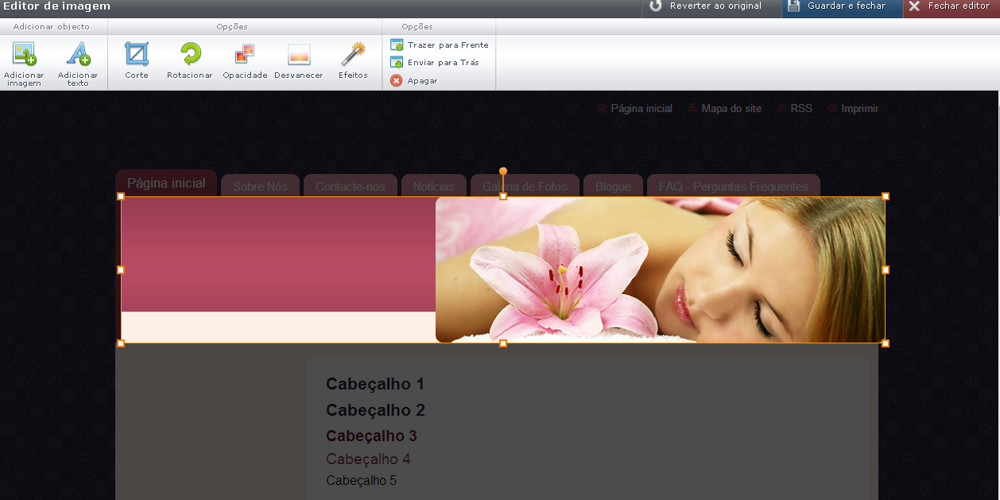 Editor de imagem
Reverter ao original
Guardar e fechar
Fechar editor
Adicionar objecto
Opções
Opções
Adicionar imagem
Adicionar texto
Corte
Rotacionar
Opacidade
Desvanecer
Efeitos
Trazer para Frente
Enviar para Trás
Apagar
Página inicial
Mapa do site
RSS
Imprimir
Página inicial
Sobre Nós
Contacte-nos
Notícias
Galeria de Fotos
Blogue
FAQ - Perguntas Frequentes
Cabeçalho 1
Cabeçalho 2
Cabeçalho 3
Cabeçalho 4
Cabeçalho 5